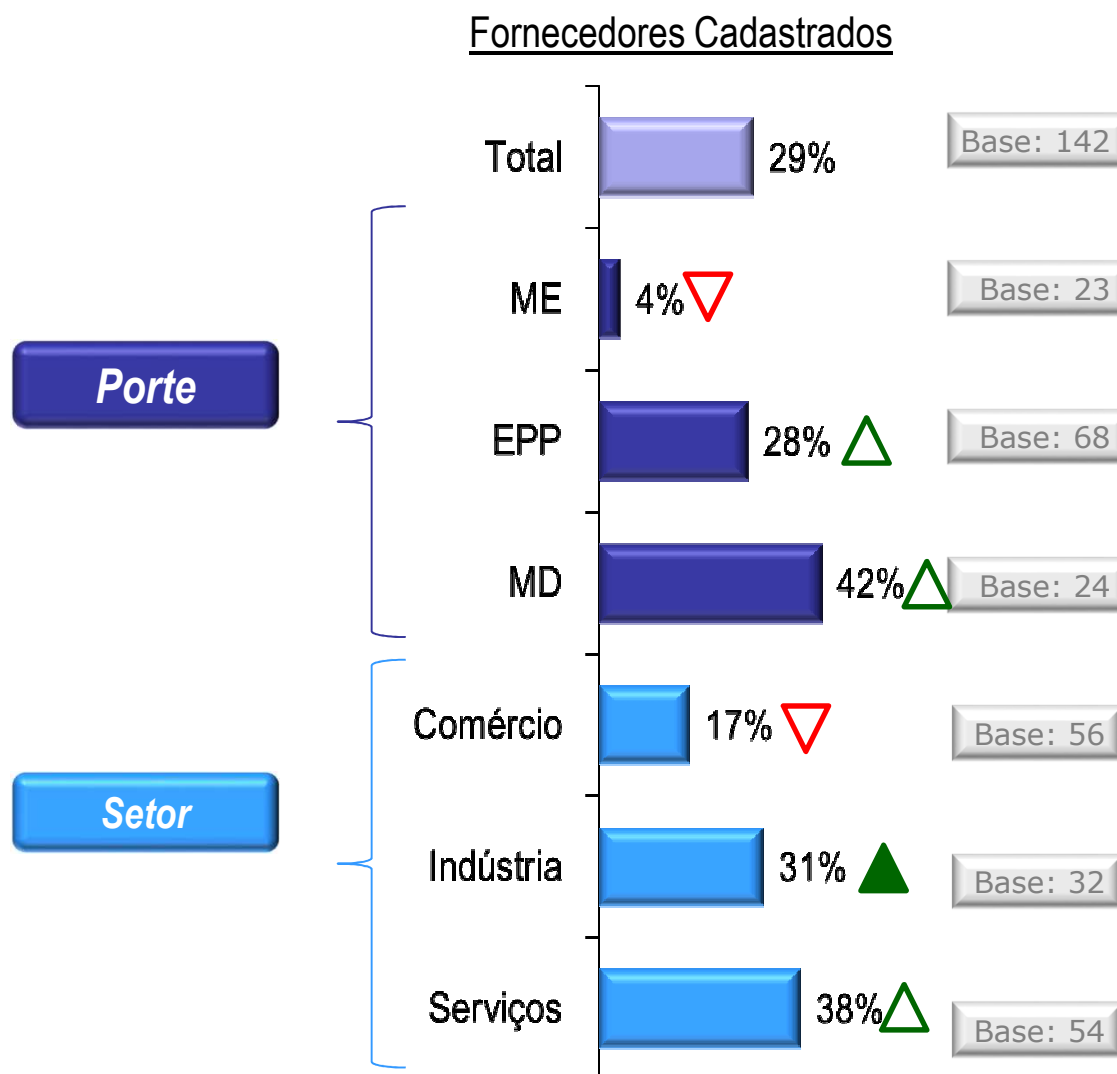 Fornecedores Cadastrados
Total 29% Base: 142
ME 4% Base: 23
Porte
EPP 28% Base: 68
MD 42% Base: 24
Comércio 17% Base: 56
Setor
Indústria 31% Base: 32
Serviços 38% Base: 54